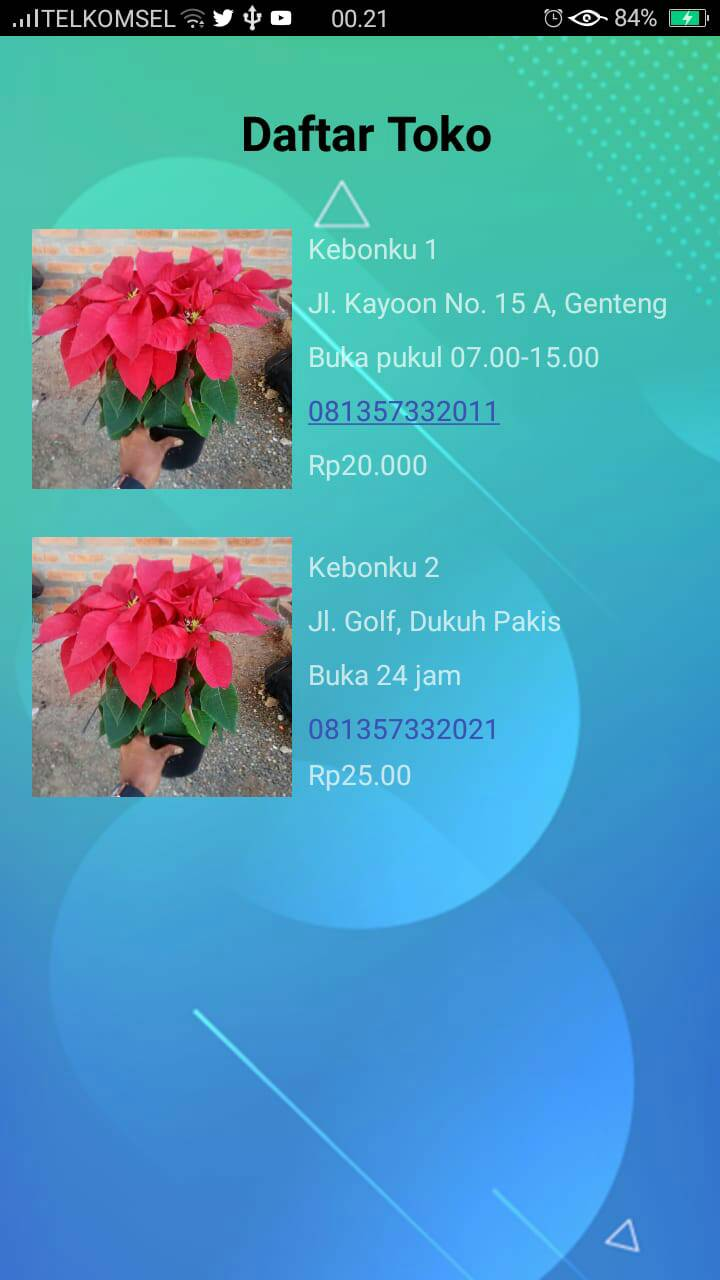 TELKOMSEL 00.21 84%
Daftar Toko
Kebonku 1
Jl. Kayoon No. 15 A, Genteng
Buka pukul 07.00-15.00
081357332011
Rp20.000
Kebonku 2
Jl. Golf, Dukuh Pakis
Buka 24 jam
081357332021
Rp25.00